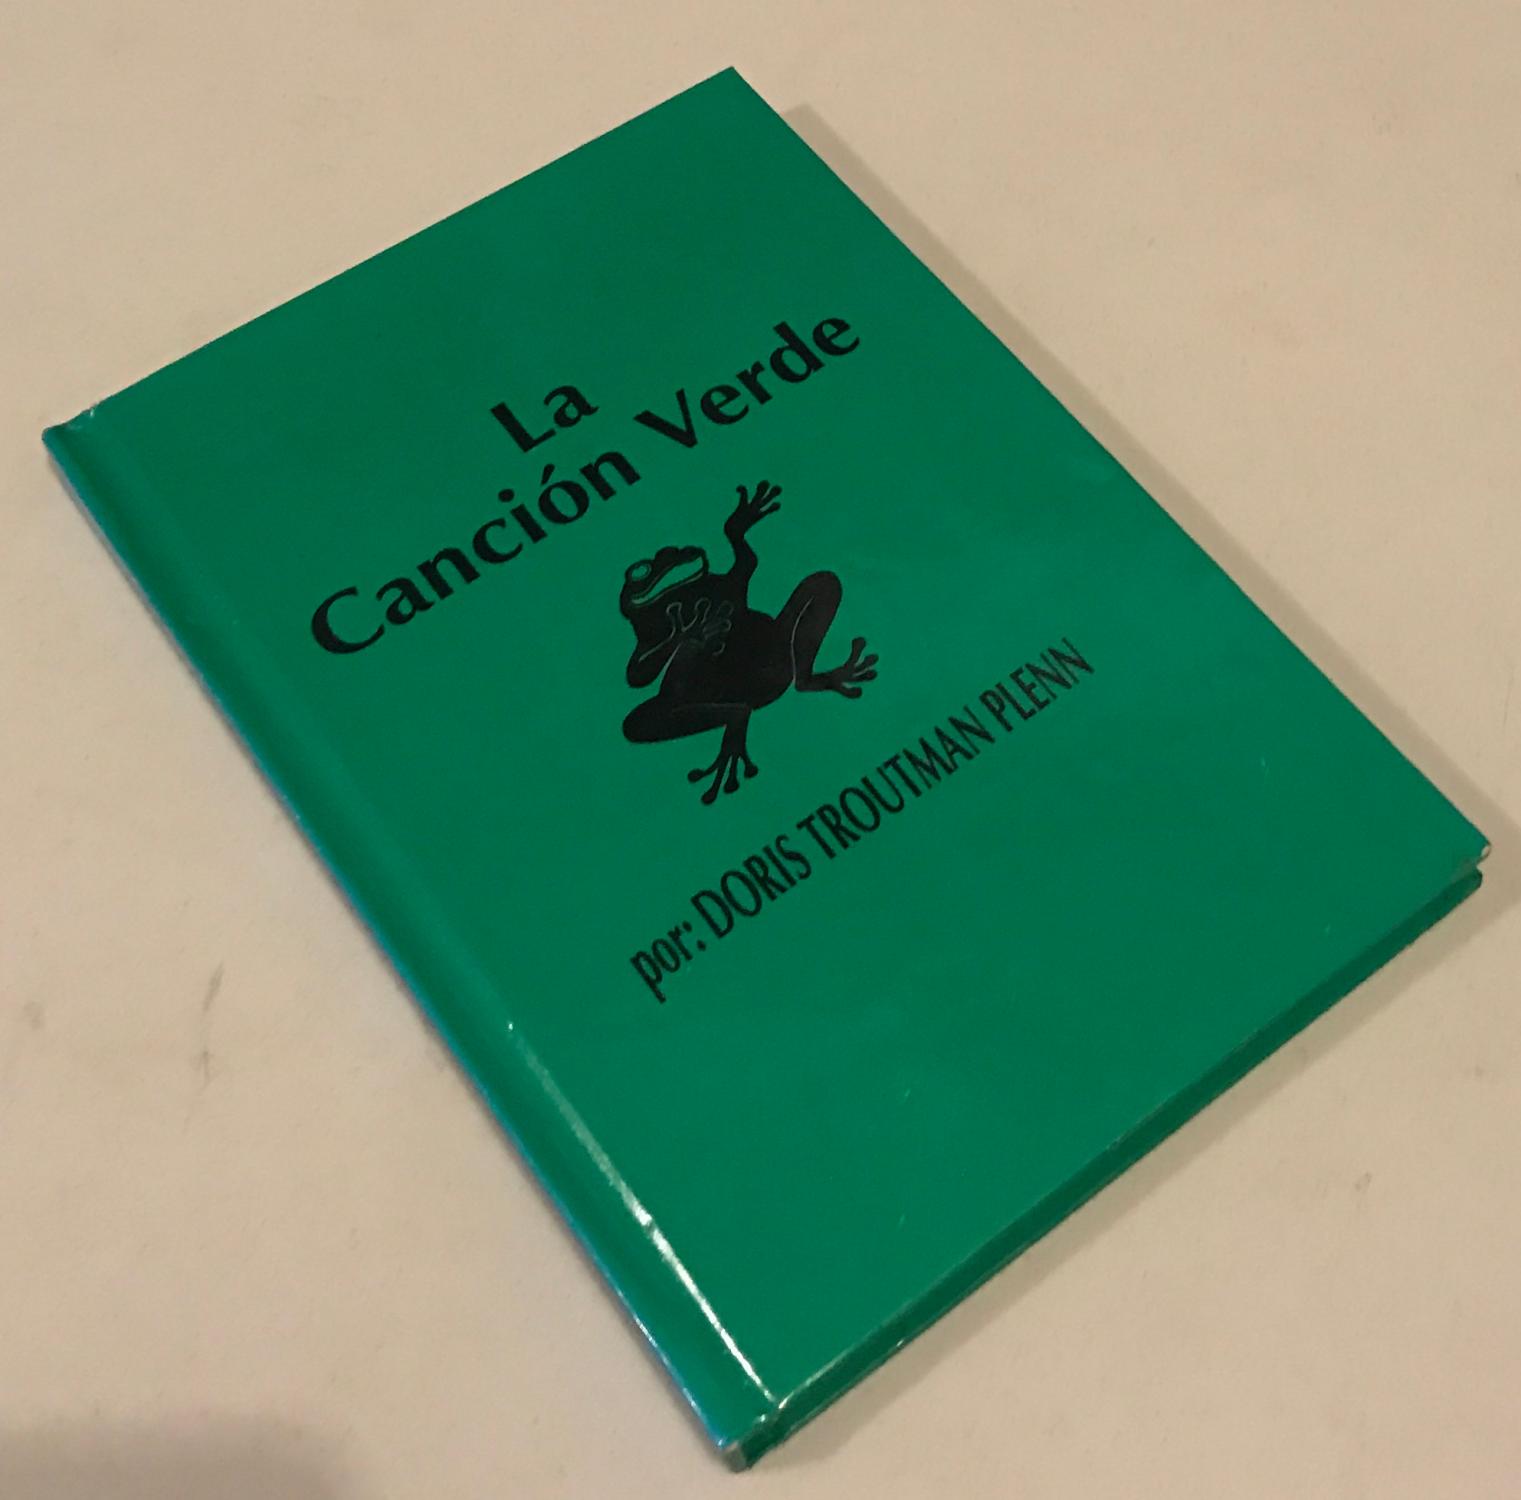 La
Canción Verde
por: DORIS TROUTMAN PLENN